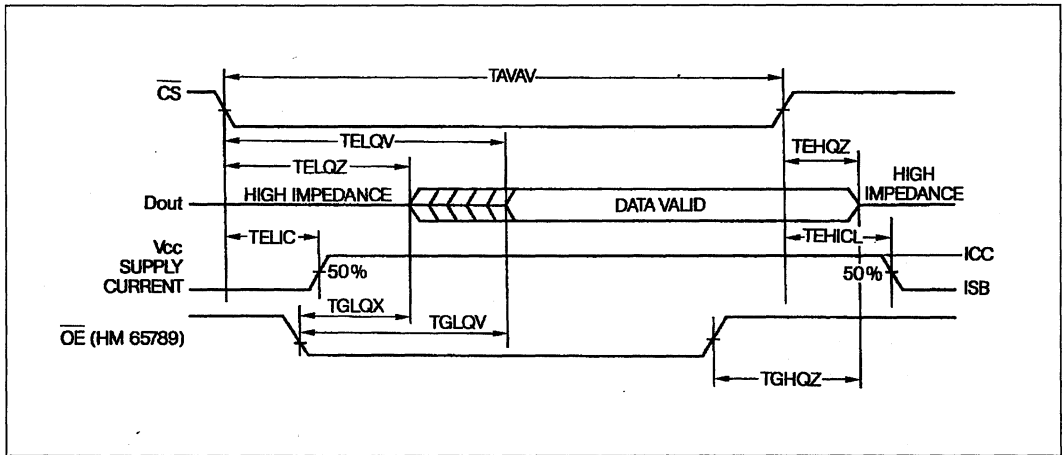 TAVAV
CS
TELQV
TEHQZ
TELQZ
HIGH IMPEDANCE
HIGH
IMPEDANCE
Dout
DATA VALID
TELIC
TEHICL
Vcc
SUPPLY
CURRENT
50%
50%
ICC
ISB
TGLQX
TGLQV
OE (HM 65789)
TGHQZ